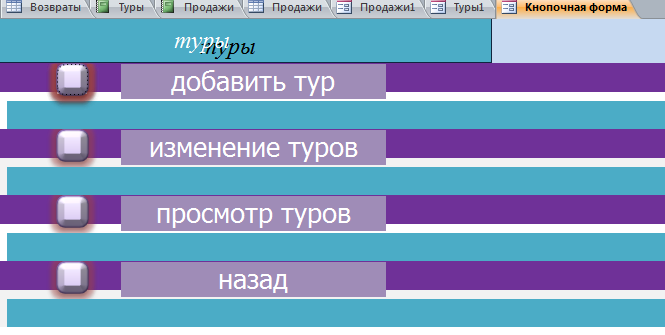 Возвраты Туры Продажи Продажи Продажи1 Туры1 Кнопочная форма
туры
туры
добавить тур
изменение туров
просмотр туров
назад